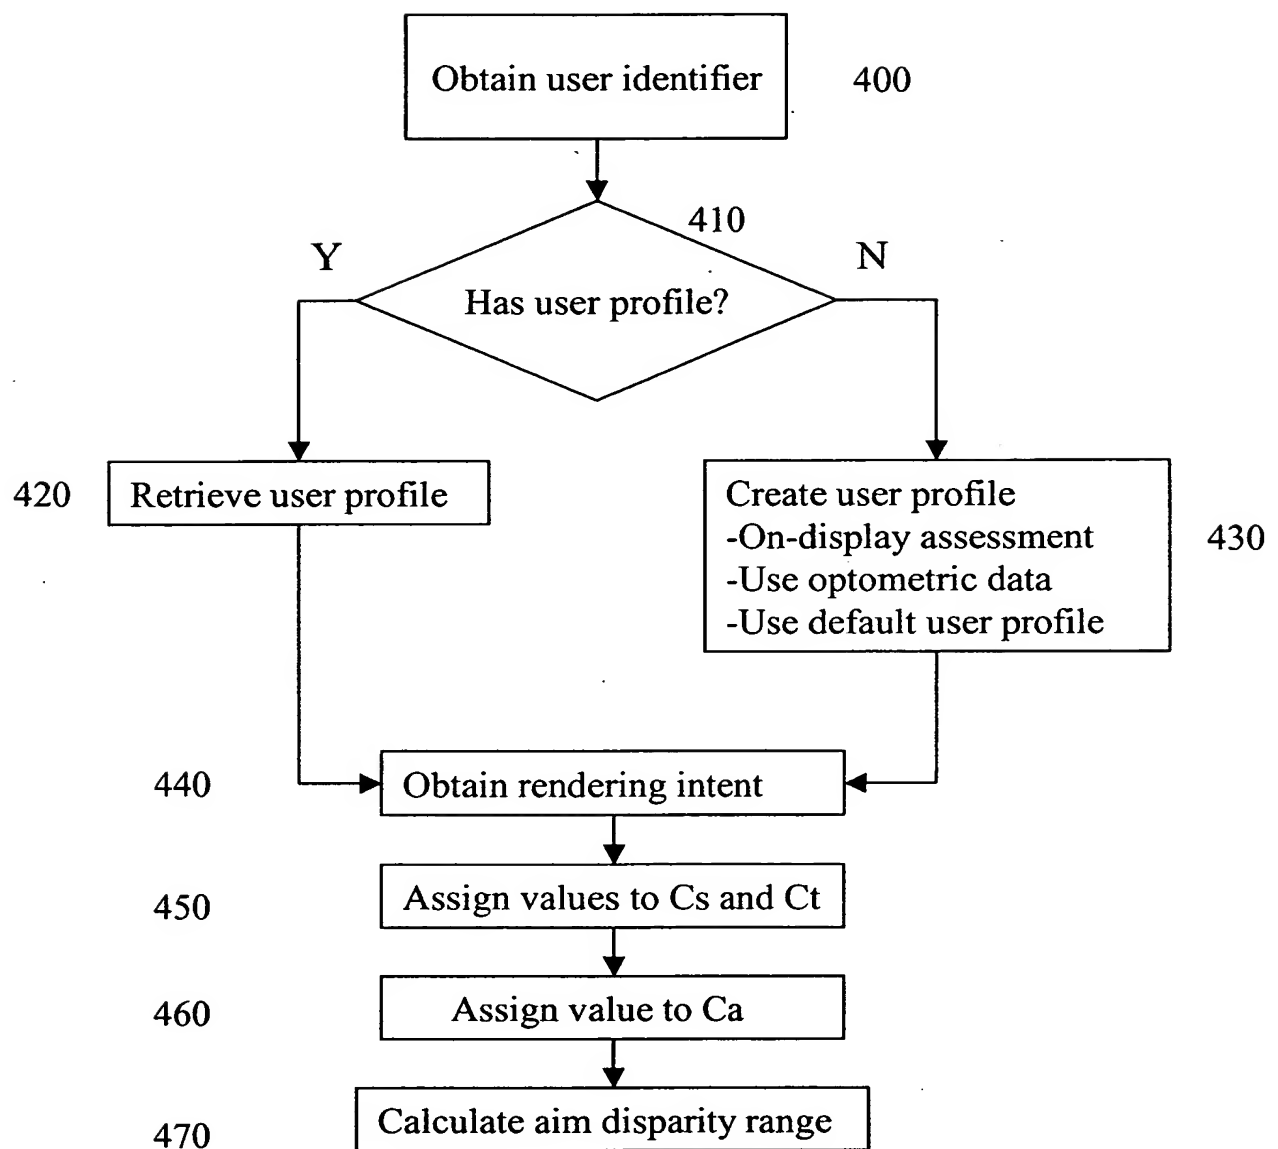 Obtain user identifier
400
410
Y
N
Has user profile?
420
Retrieve user profile
Create user profile
-On-display assessment
-Use optometric data
-Use default user profile
430
440
Obtain rendering intent
450
Assign values to Cs and Ct
460
Assign value to Ca
470
Calculate aim disparity range